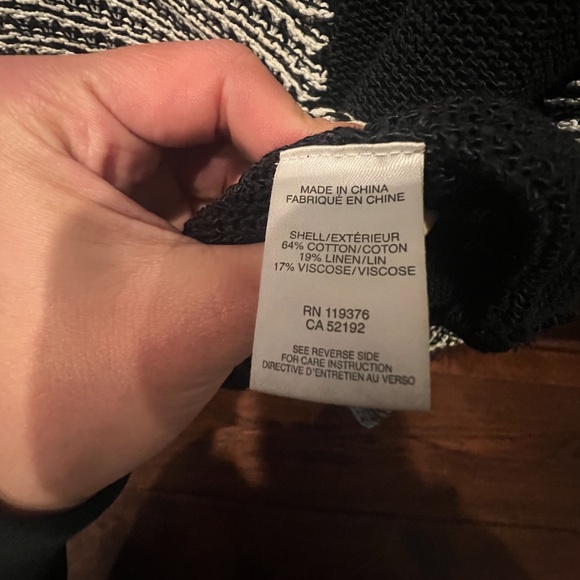 MADE IN CHINA
FABRIQUÉ EN CHINE
SHELL/EXTÉRIEUR
64% COTTON/COTON
19% LINEN/LIN
17% VISCOSE/VISCOSE
RN 119376
CA 52192
SEE REVERSE SIDE
FOR CARE INSTRUCTION
DIRECTIVE D'ENTRETIEN AU VERSO